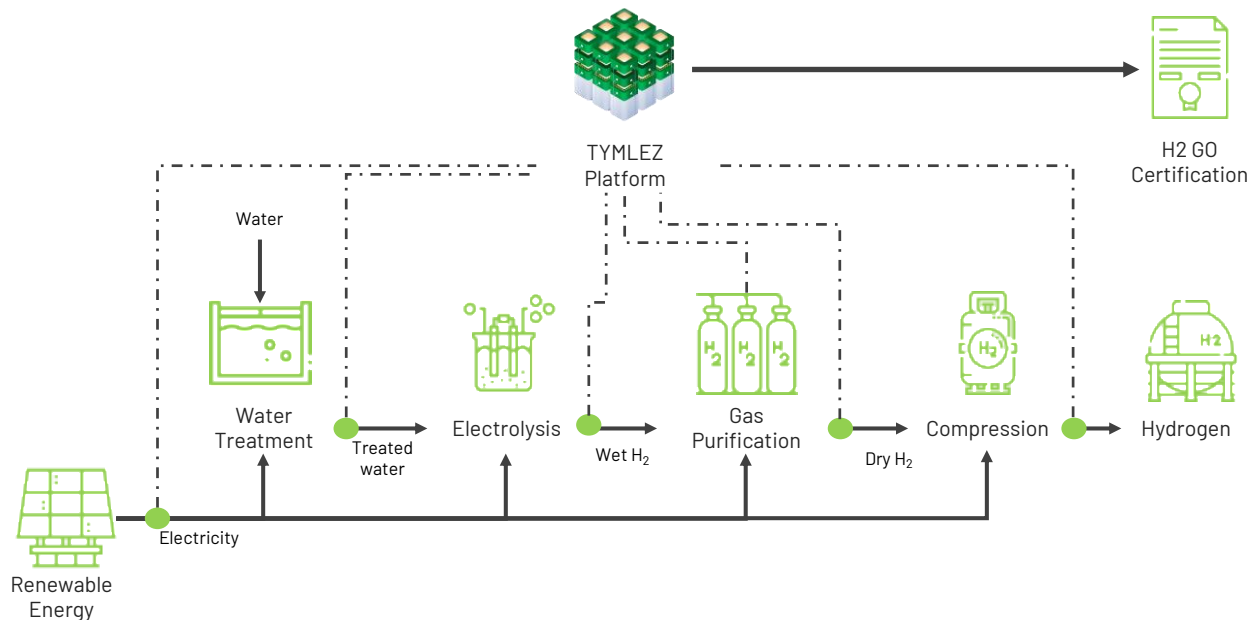 TYMLEZ
Platform
H2 GO
Certification
Water
H2
H2
H2
H2
H2
Water
Treatment
Treated
water
Electrolysis
Wet H₂
Gas
Purification
Dry H₂
Compression
Hydrogen
Electricity
Renewable
Energy